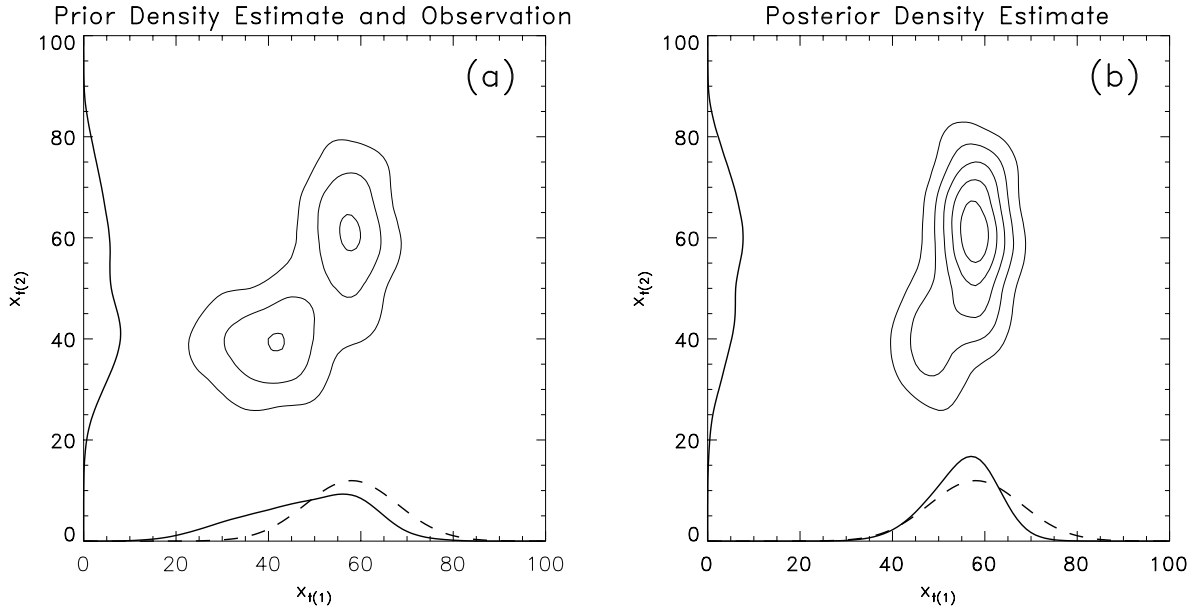 Prior Density Estimate and Observation
100
80
60
40
20
0
x_t(2)
(a)
0 20 40 60 80 100
x_t(1)
Posterior Density Estimate
100
80
60
40
20
0
x_t(2)
(b)
0 20 40 60 80 100
x_t(1)